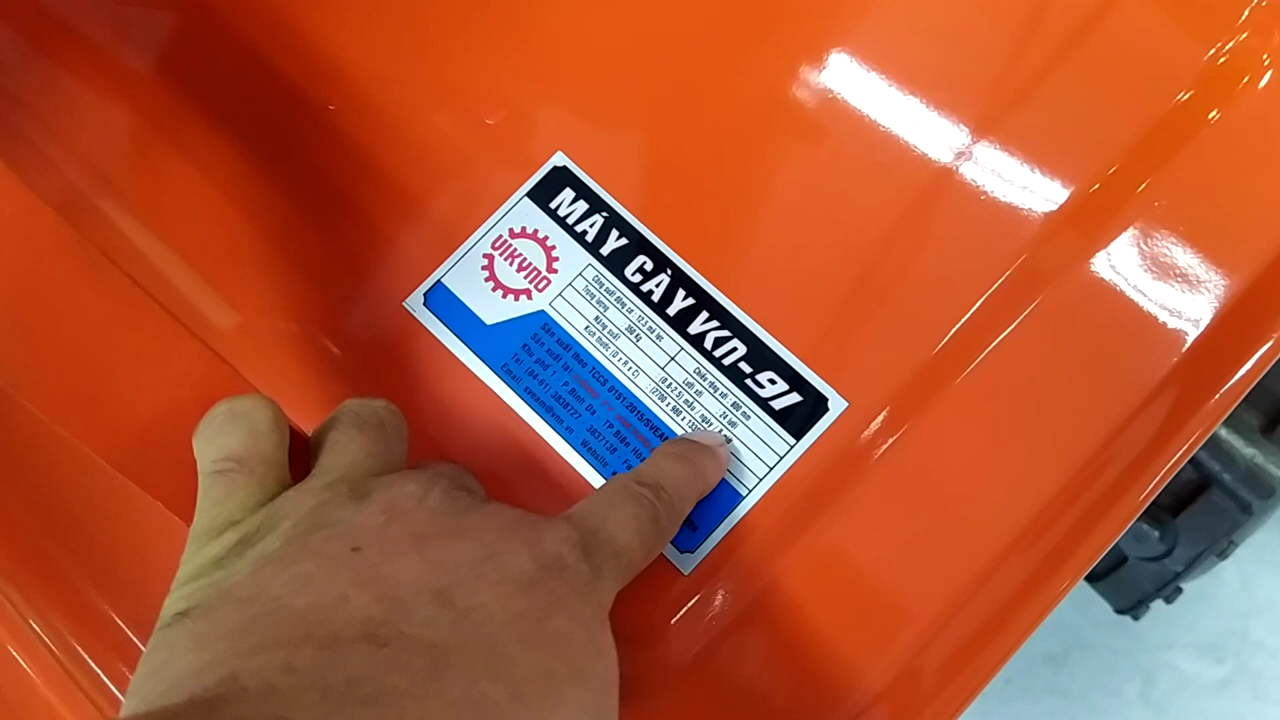 MÁY CÀY VKN-91
VIKYNO
Công suất động cơ : 12.5 mã lực
Chiều rộng xới : 800 mm
Trọng lượng : 350 Kg
Lưỡi xới : 24 lưỡi
Năng suất : (0.8-2.5) mẫu / ngày
Kích thước (D x R x C) : (2700 x 980 x 133
Sản xuất theo TCCS 0151:2015/SVEAM
Sản xuất tại
Khu phố 1, P.Bình Đa, TP Biên Hòa
Tel: (84-61) 3838727 3837138 Fa
Email: sveam@vnn.vn Website: